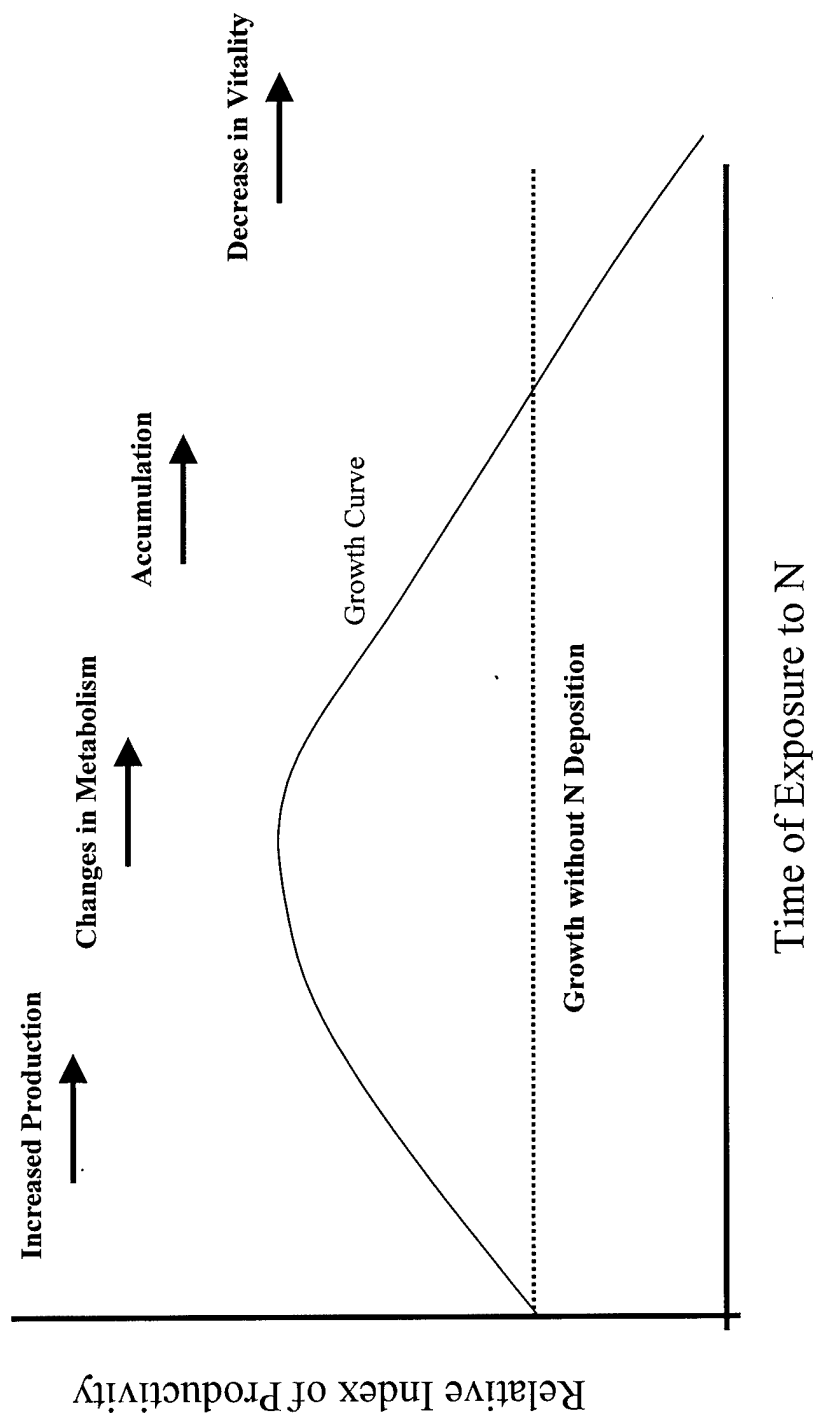 Increased Production
Changes in Metabolism
Accumulation
Decrease in Vitality
Growth Curve
Growth without N Deposition
Relative Index of Productivity
Time of Exposure to N